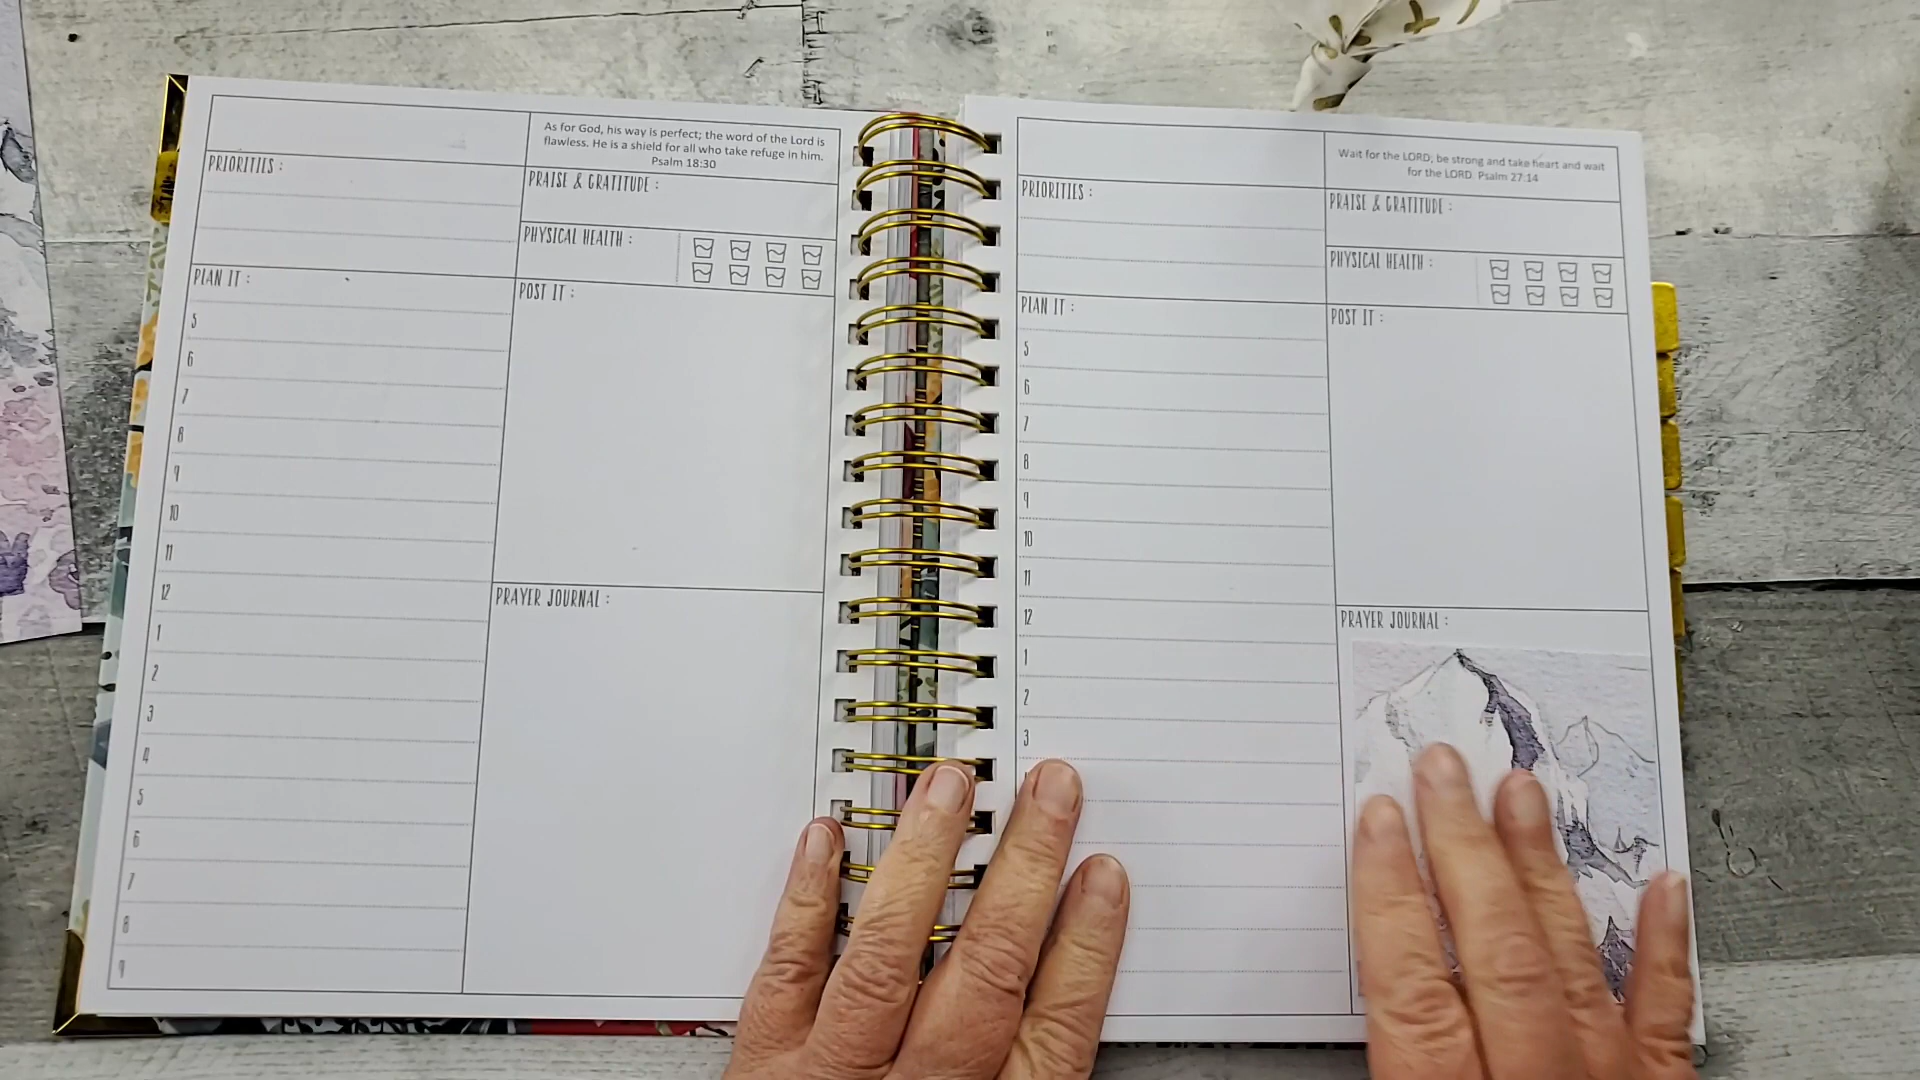 As for God, his way is perfect; the word of the Lord is
flawless. He is a shield for all who take refuge in him.
Psalm 18:30
PRIORITIES :
PRAISE & GRATITUDE :
PHYSICAL HEALTH :
PLAN IT :
POST IT :
5
6
7
8
9
10
11
12
1
2
3
4
5
6
7
8
9
PRAYER JOURNAL :
Wait for the LORD; be strong and take heart and wait
for the LORD. Psalm 27:14
PRIORITIES :
PRAISE & GRATITUDE :
PHYSICAL HEALTH :
PLAN IT :
POST IT :
5
6
7
8
9
10
11
12
1
2
3
PRAYER JOURNAL :